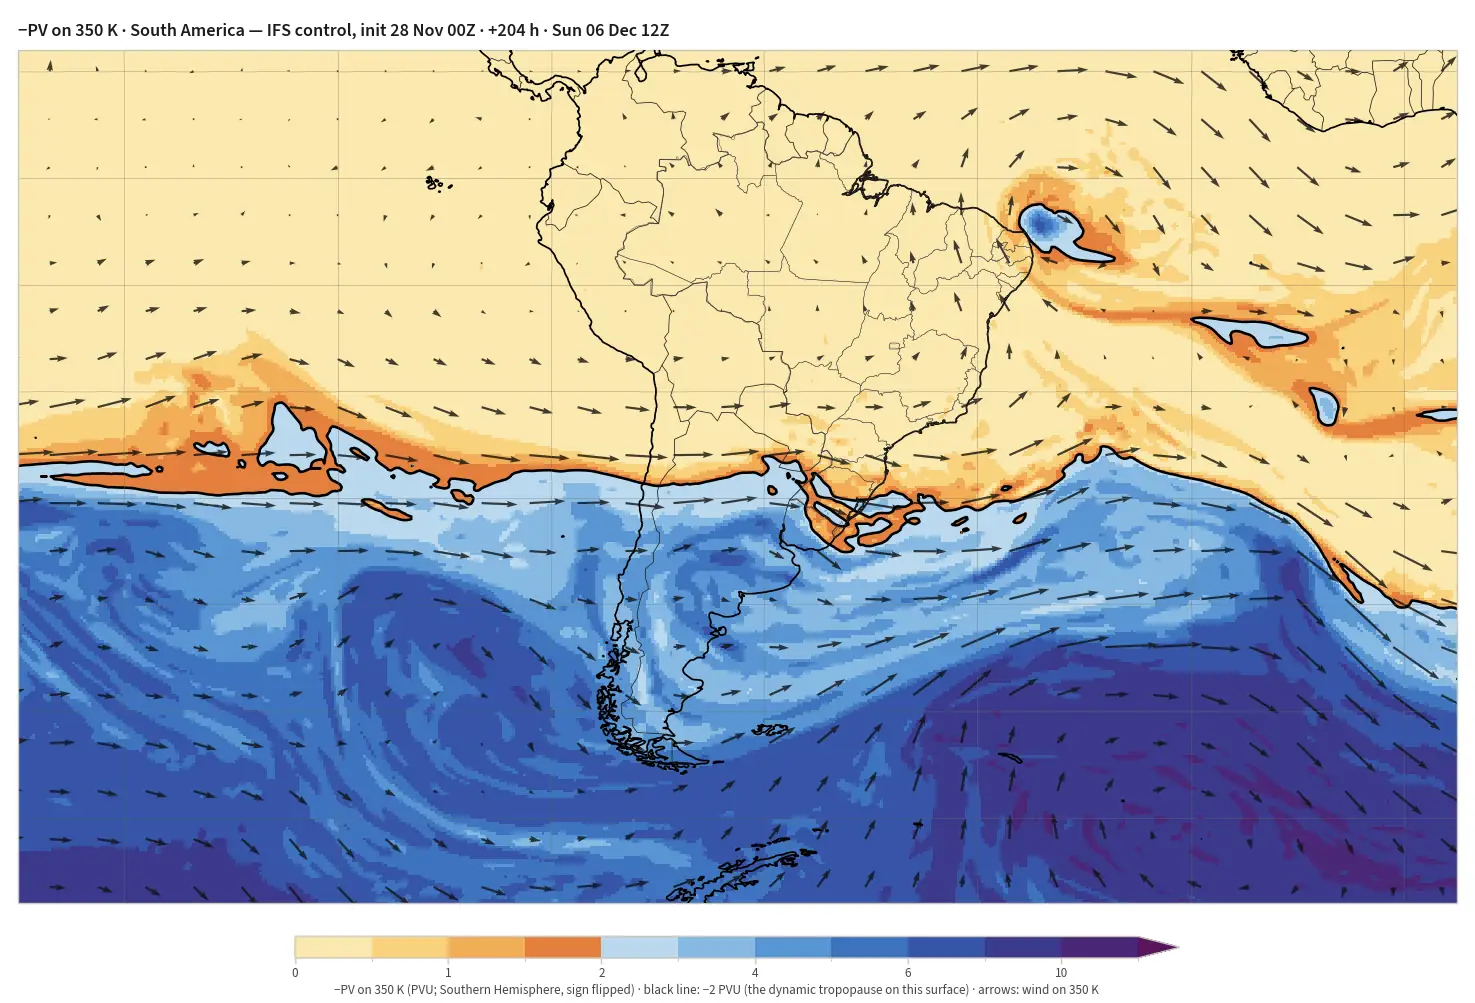 −PV on 350 K · South America — IFS control, init 28 Nov 00Z · +204 h · Sun 06 Dec 12Z
0 1 2 4 6 10
−PV on 350 K (PVU; Southern Hemisphere, sign flipped) · black line: −2 PVU (the dynamic tropopause on this surface) · arrows: wind on 350 K